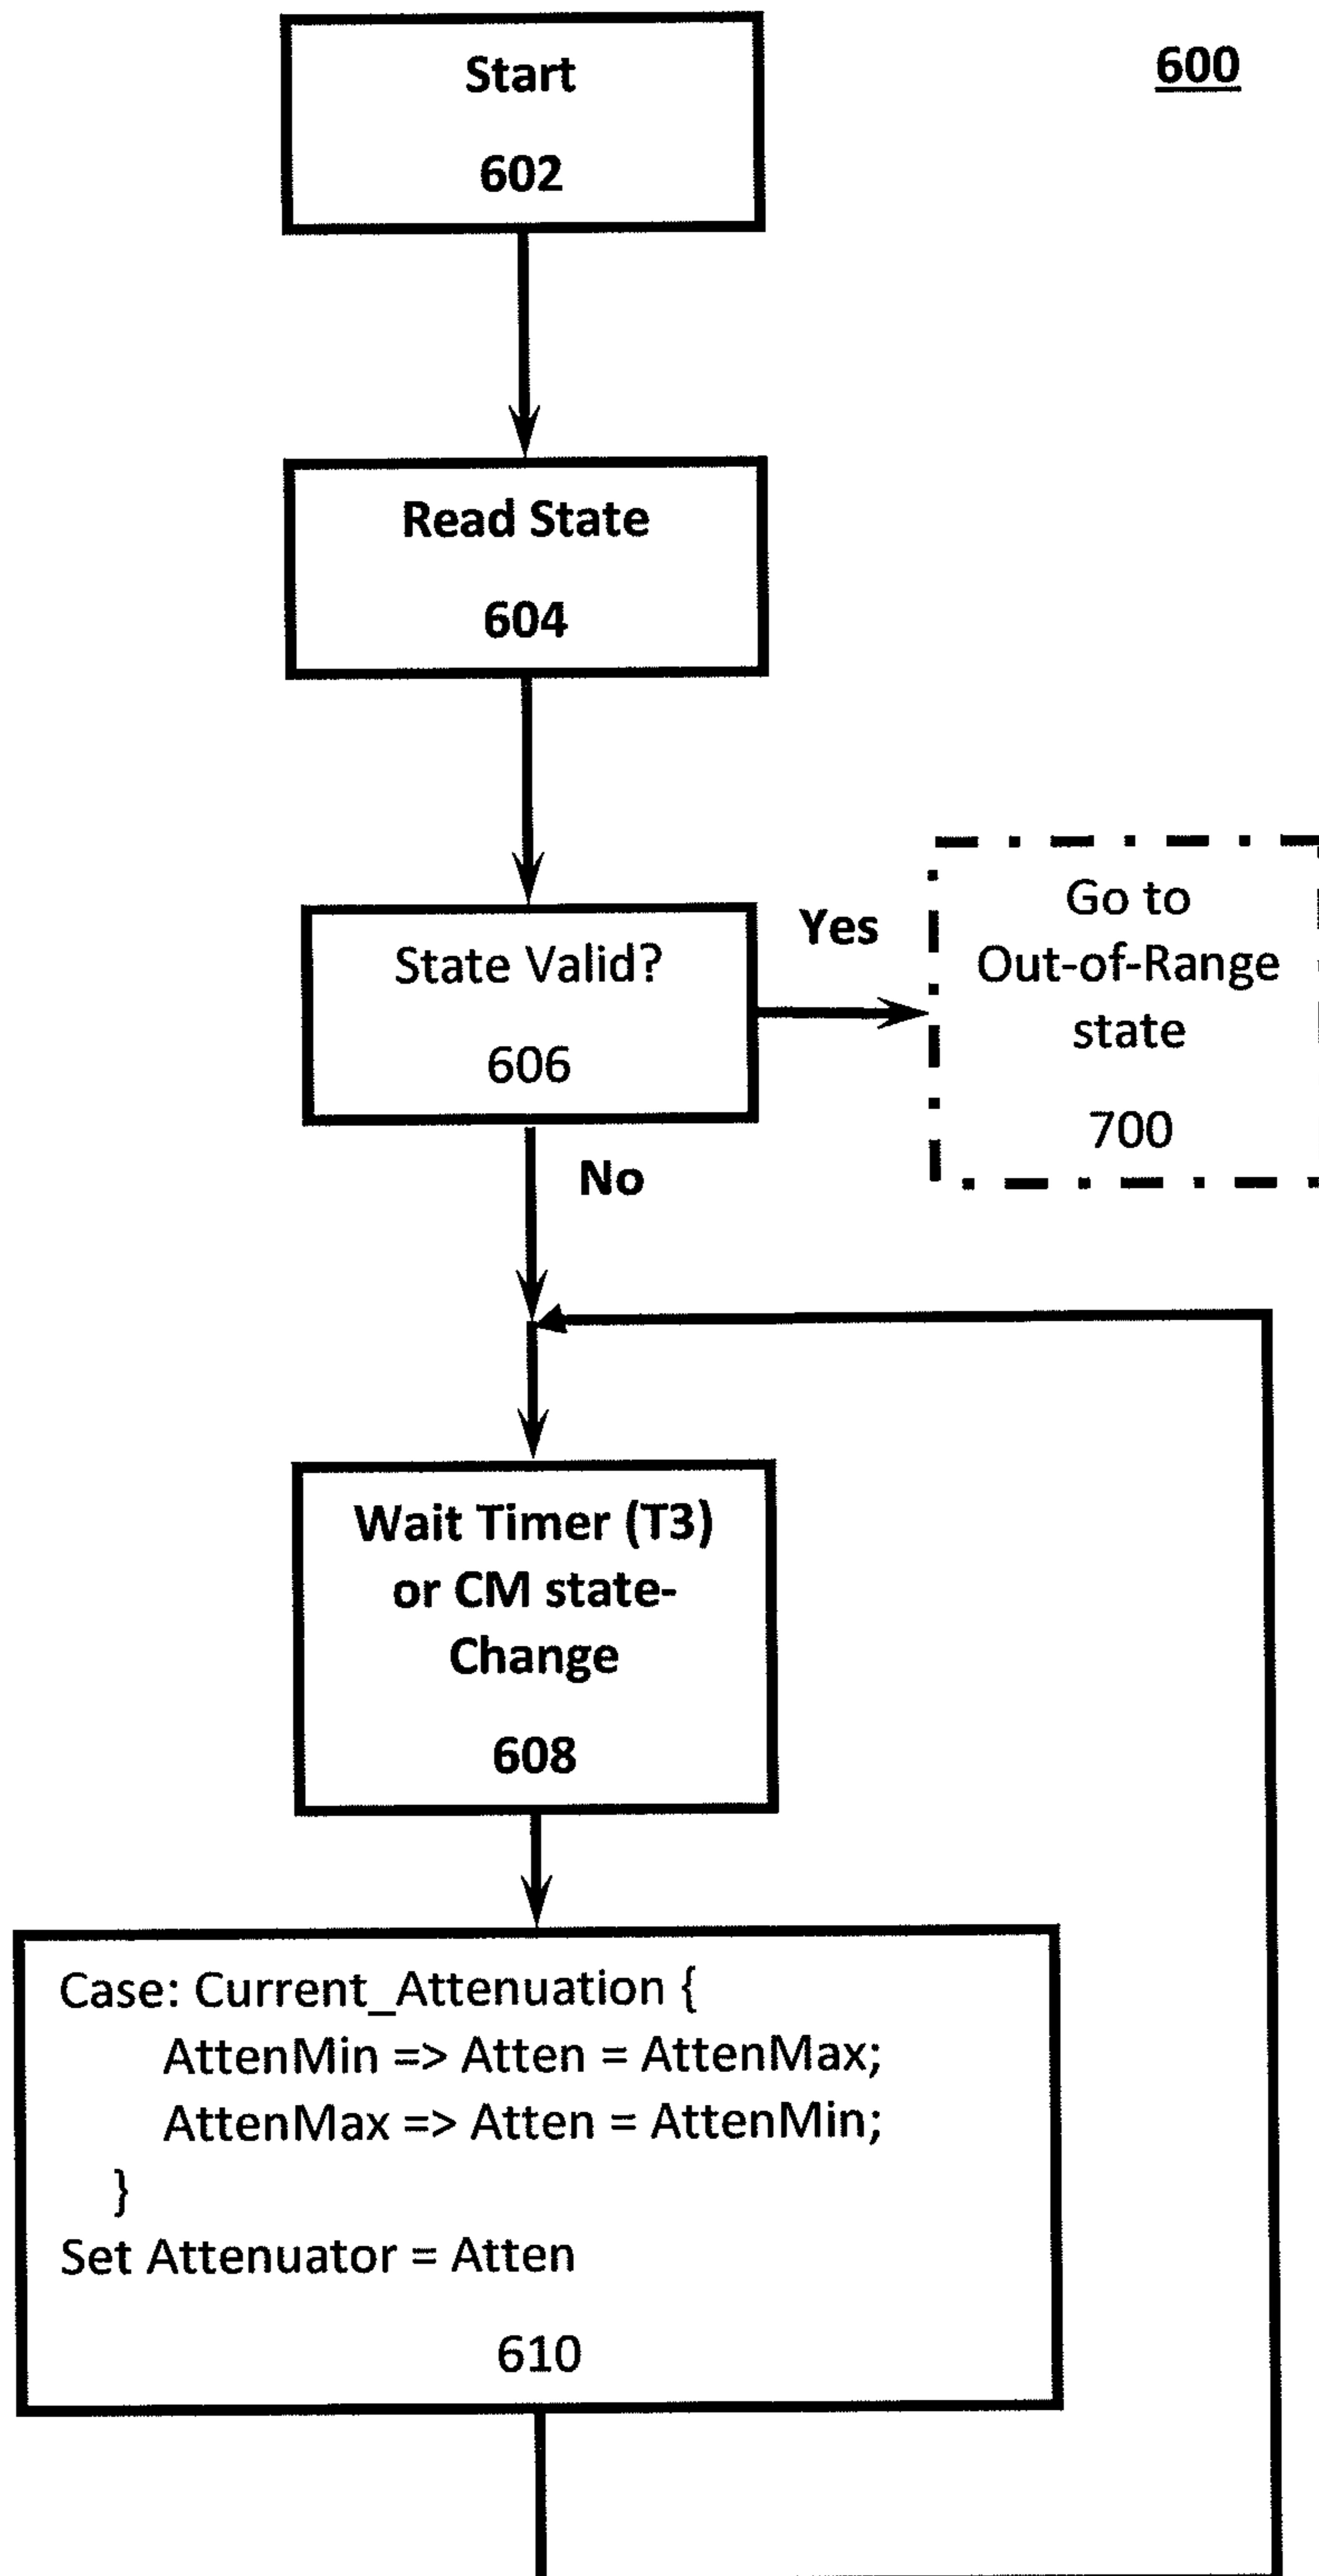 600
Start
602
Read State
604
State Valid?
606
Yes
Go to
Out-of-Range
state
700
No
Wait Timer (T3)
or CM state-
Change
608
Case: Current_Attenuation {
AttenMin => Atten = AttenMax;
AttenMax => Atten = AttenMin;
}
Set Attenuator = Atten
610